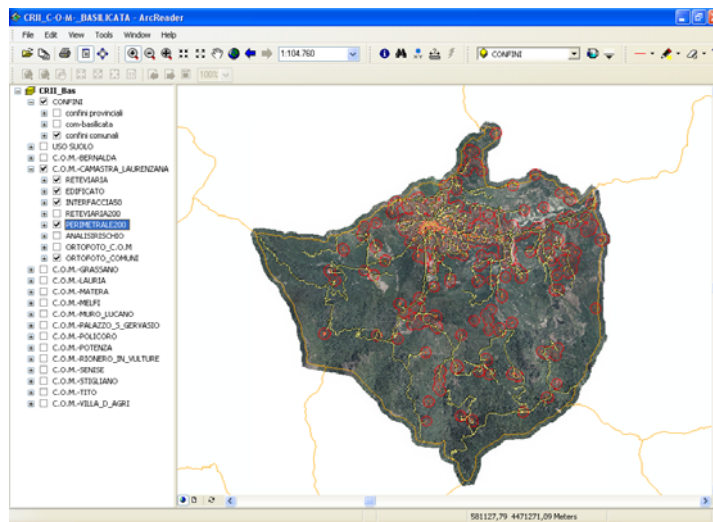 CRII_C-O-M-_BASILICATA - ArcReader
File Edit View Tools Window Help
1:104.760
CONFINI
100%
CRII_Bas
CONFINI
confini provinciali
com-basilicata
confini comunali
USO SUOLO
C.O.M.-BERNALDA
C.O.M.-CAMASTRA_LAURENZANA
RETEVIARIA
EDIFICATO
INTERFACCIA50
RETEVIARIA200
PERIMETRALE200
ANALISIRISCHIO
ORTOFOTO_C.O.M
ORTOFOTO_COMUNI
C.O.M.-GRASSANO
C.O.M.-LAURIA
C.O.M.-MATERA
C.O.M.-MELFI
C.O.M.-MURO_LUCANO
C.O.M.-PALAZZO_S_GERVASIO
C.O.M.-POLICORO
C.O.M.-POTENZA
C.O.M.-RIONERO_IN_VULTURE
C.O.M.-SENISE
C.O.M.-STIGLIANO
C.O.M.-TITO
C.O.M.-VILLA_D_AGRI
581127,79 4471271,09 Meters